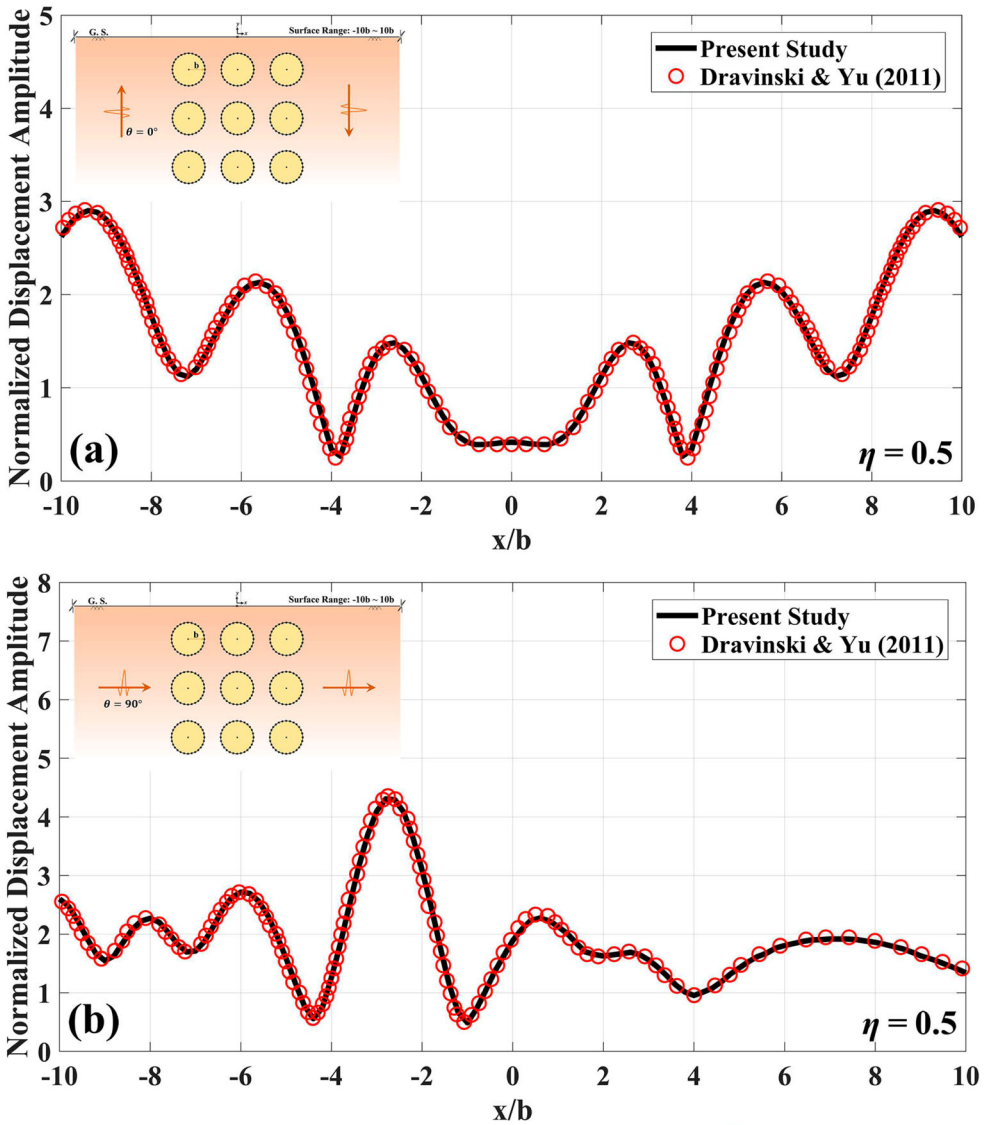 Normalized Displacement Amplitude
5
4
3
2
1
0
G. S.
y
x
Surface Range: -10b ~ 10b
b
θ = 0°
Present Study
Dravinski & Yu (2011)
(a)
η = 0.5
-10 -8 -6 -4 -2 0 2 4 6 8 10
x/b
Normalized Displacement Amplitude
8
7
6
5
4
3
2
1
0
G. S.
y
x
Surface Range: -10b ~ 10b
b
θ = 90°
Present Study
Dravinski & Yu (2011)
(b)
η = 0.5
-10 -8 -6 -4 -2 0 2 4 6 8 10
x/b